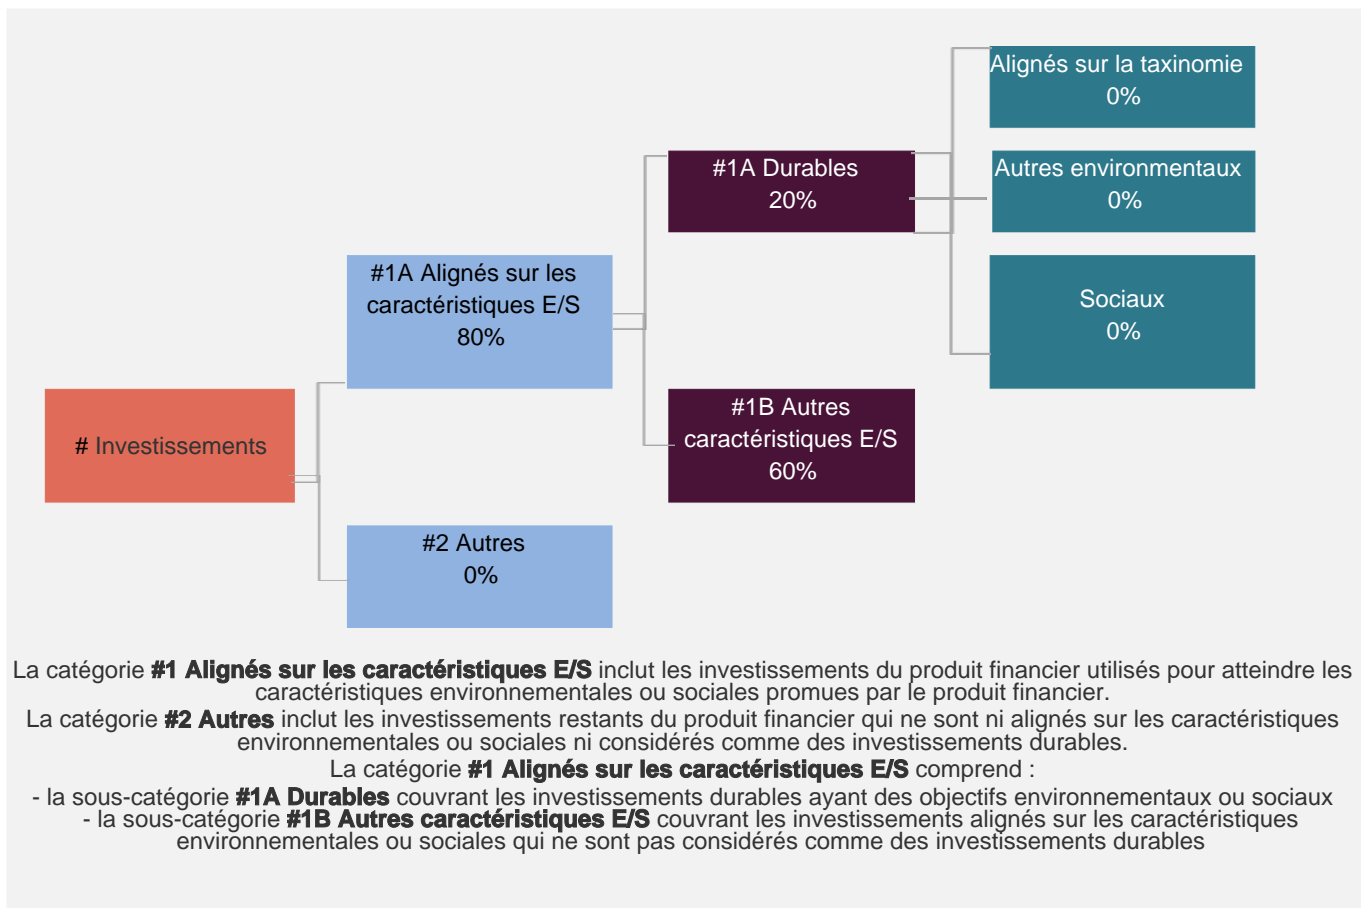 Alignés sur la taxinomie
0%
#1A Durables
20%
Autres environmentaux
0%
#1A Alignés sur les
caractéristiques E/S
80%
Sociaux
0%
# Investissements
#1B Autres
caractéristiques E/S
60%
#2 Autres
0%
La catégorie #1 Alignés sur les caractéristiques E/S inclut les investissements du produit financier utilisés pour atteindre les
caractéristiques environnementales ou sociales promues par le produit financier.
La catégorie #2 Autres inclut les investissements restants du produit financier qui ne sont ni alignés sur les caractéristiques
environnementales ou sociales ni considérés comme des investissements durables.
La catégorie #1 Alignés sur les caractéristiques E/S comprend :
- la sous-catégorie #1A Durables couvrant les investissements durables ayant des objectifs environnementaux ou sociaux
- la sous-catégorie #1B Autres caractéristiques E/S couvrant les investissements alignés sur les caractéristiques
environnementales ou sociales qui ne sont pas considérés comme des investissements durables